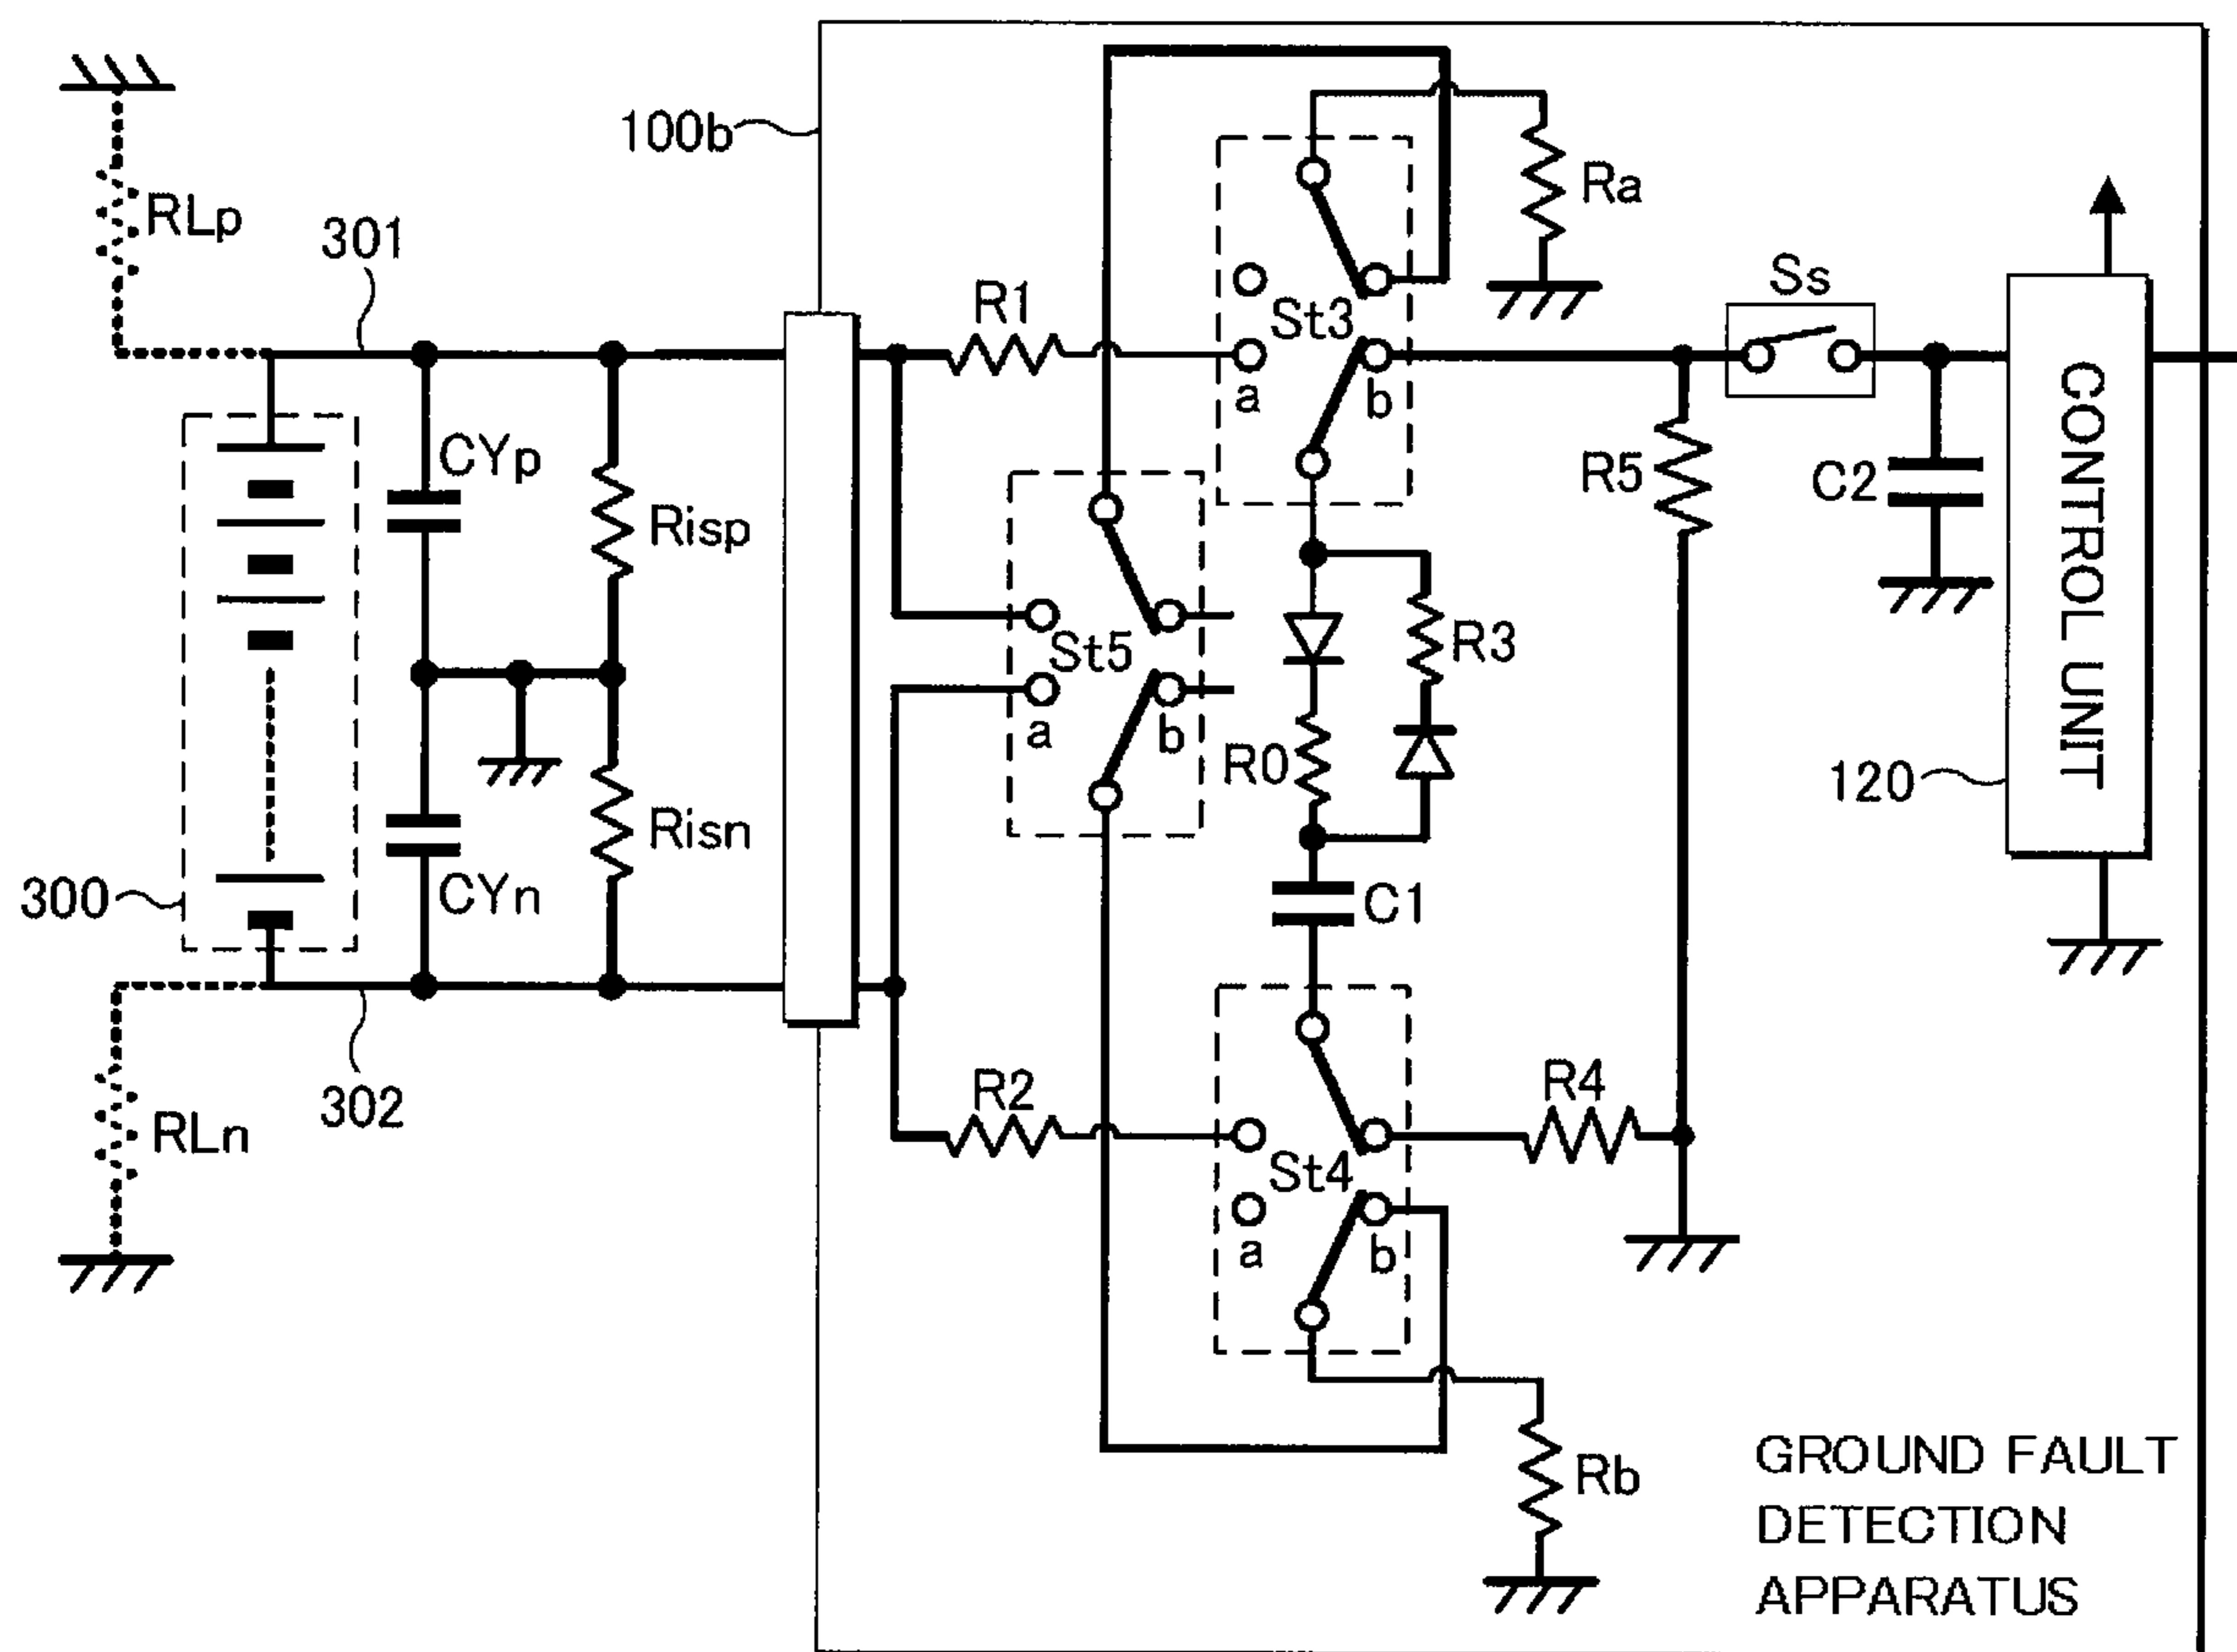 100b
RLp
301
R1
Ra
St3
a
b
Ss
CYp
Risp
R5
C2
CONTROL UNIT
St5
a
b
R3
R0
120
Risn
CYn
300
C1
302
R2
R4
RLn
St4
a
b
Rb
GROUND FAULT
DETECTION
APPARATUS